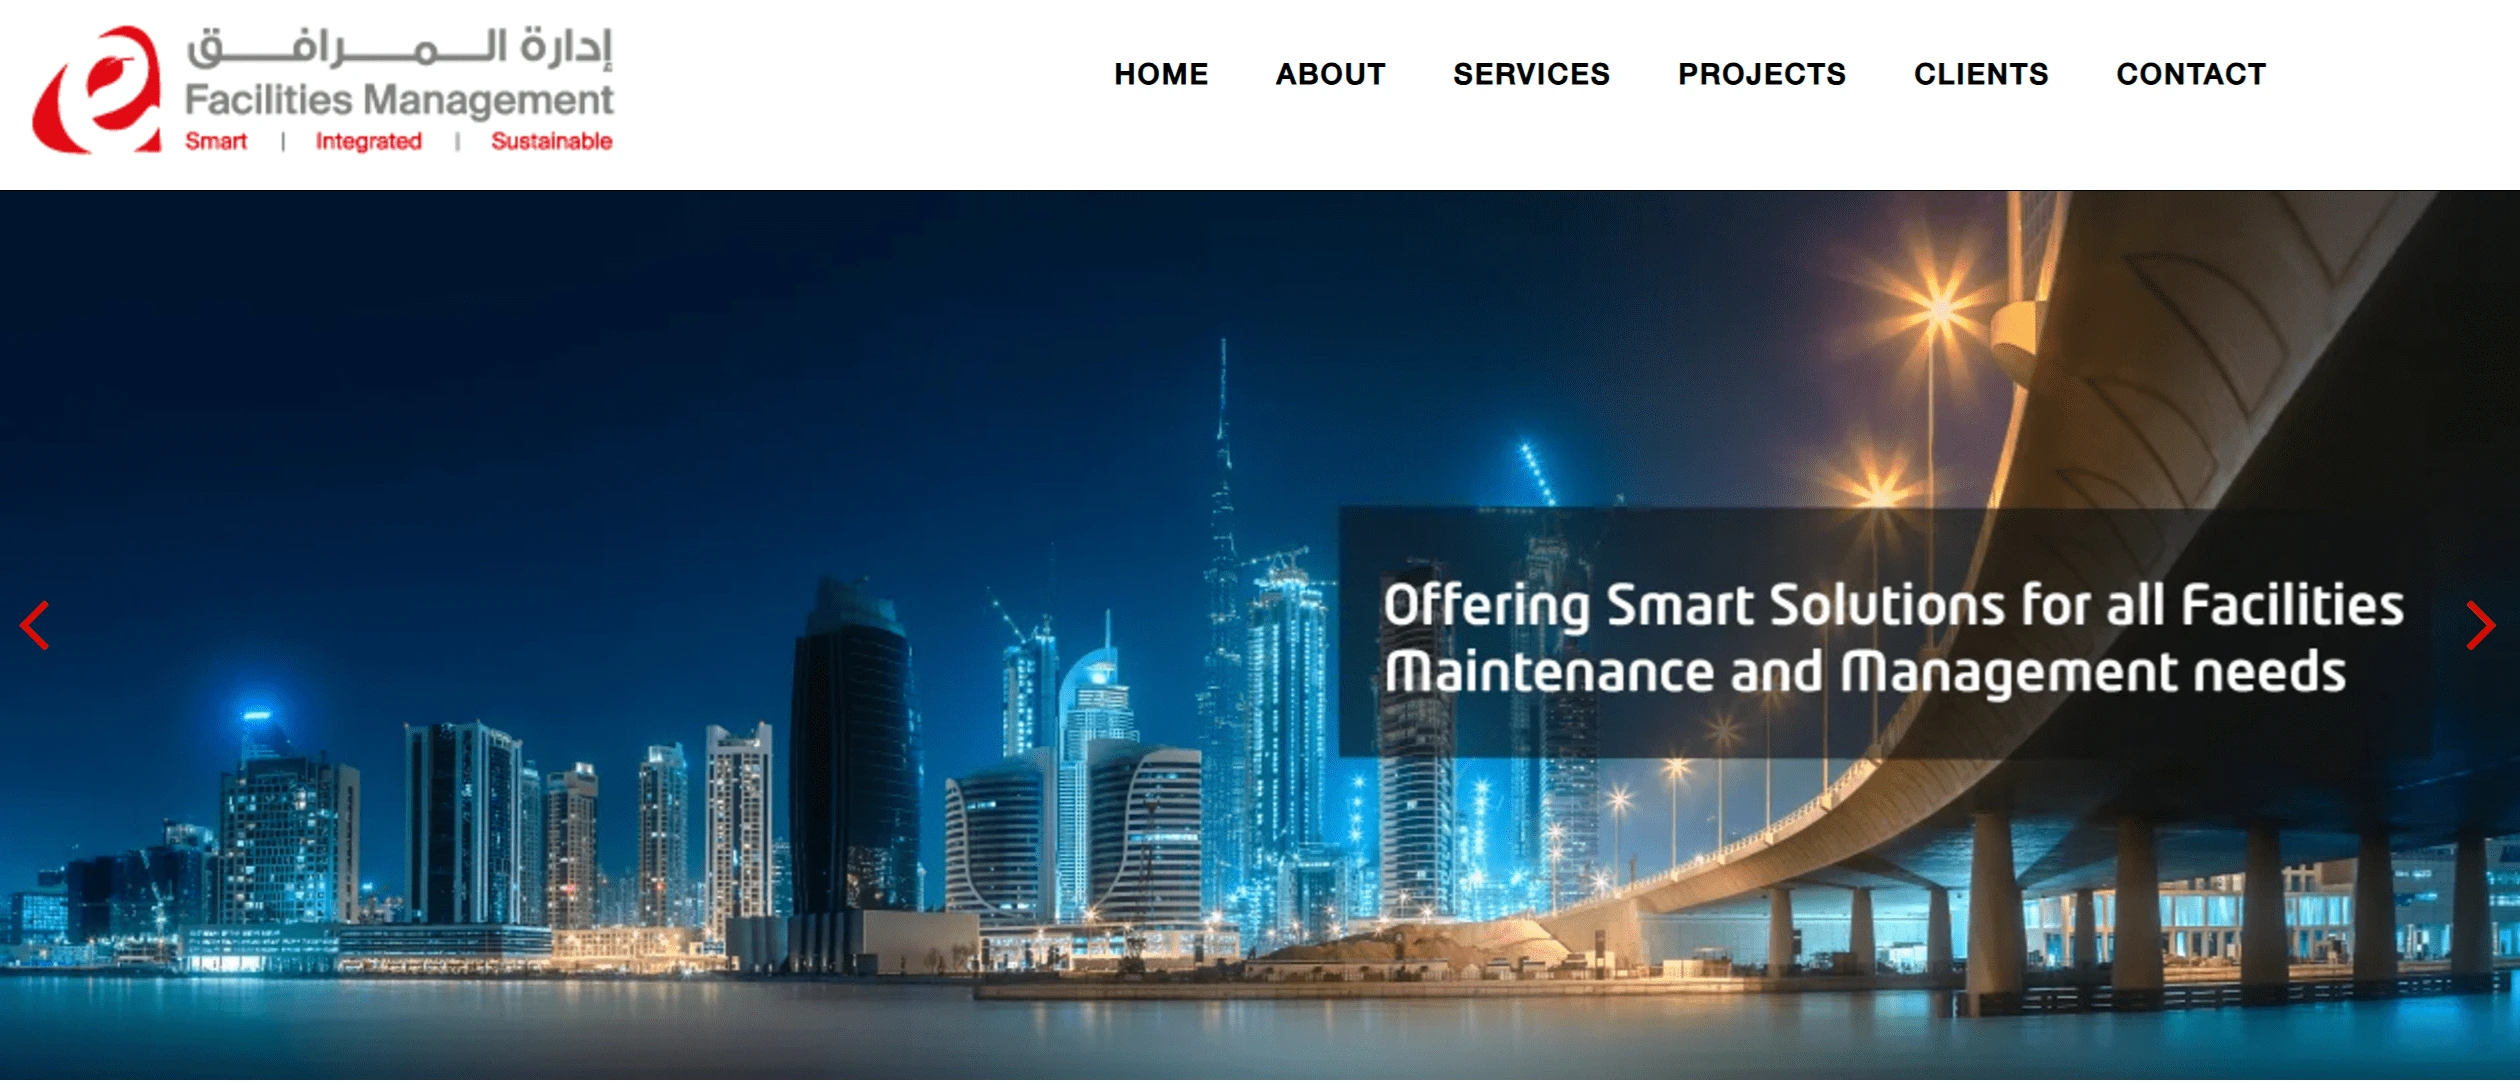 إدارة المرافق
Facilities Management
Smart | Integrated | Sustainable
HOME ABOUT SERVICES PROJECTS CLIENTS CONTACT
Offering Smart Solutions for all Facilities
Maintenance and Management needs